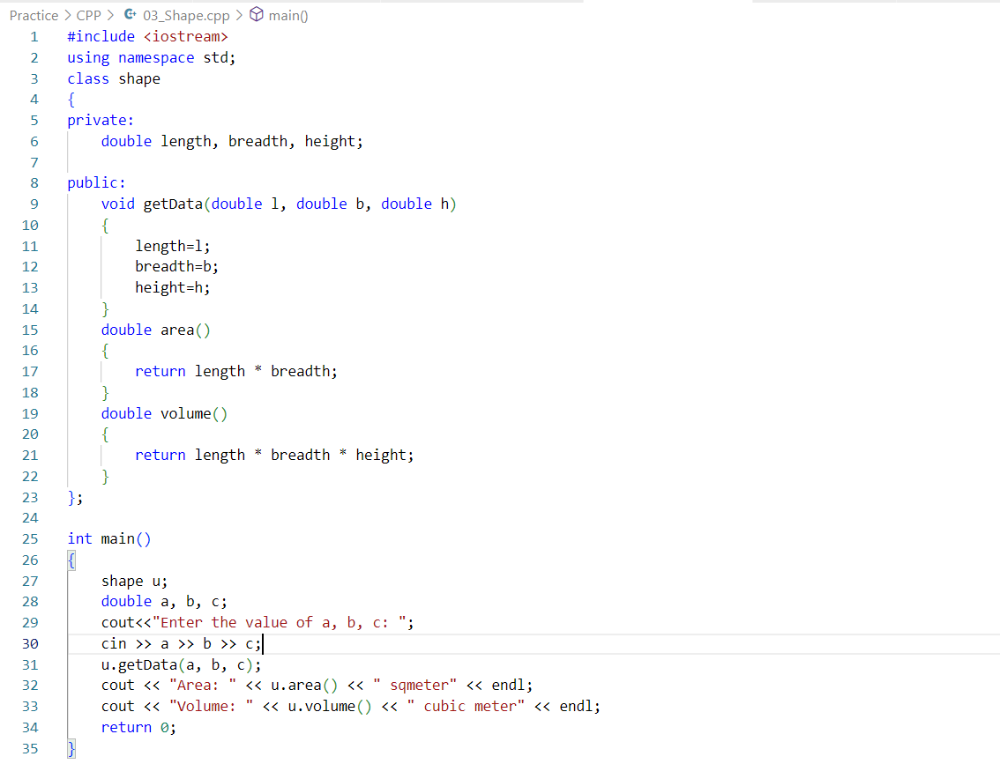 Practice > CPP > 03_Shape.cpp > main()
1 #include <iostream>
2 using namespace std;
3 class shape
4 {
5 private:
6     double length, breadth, height;
7
8 public:
9     void getData(double l, double b, double h)
10     {
11         length=l;
12         breadth=b;
13         height=h;
14     }
15     double area()
16     {
17         return length * breadth;
18     }
19     double volume()
20     {
21         return length * breadth * height;
22     }
23 };
24
25 int main()
26 {
27     shape u;
28     double a, b, c;
29     cout<<"Enter the value of a, b, c: ";
30     cin >> a >> b >> c;
31     u.getData(a, b, c);
32     cout << "Area: " << u.area() << " sqmeter" << endl;
33     cout << "Volume: " << u.volume() << " cubic meter" << endl;
34     return 0;
35 }